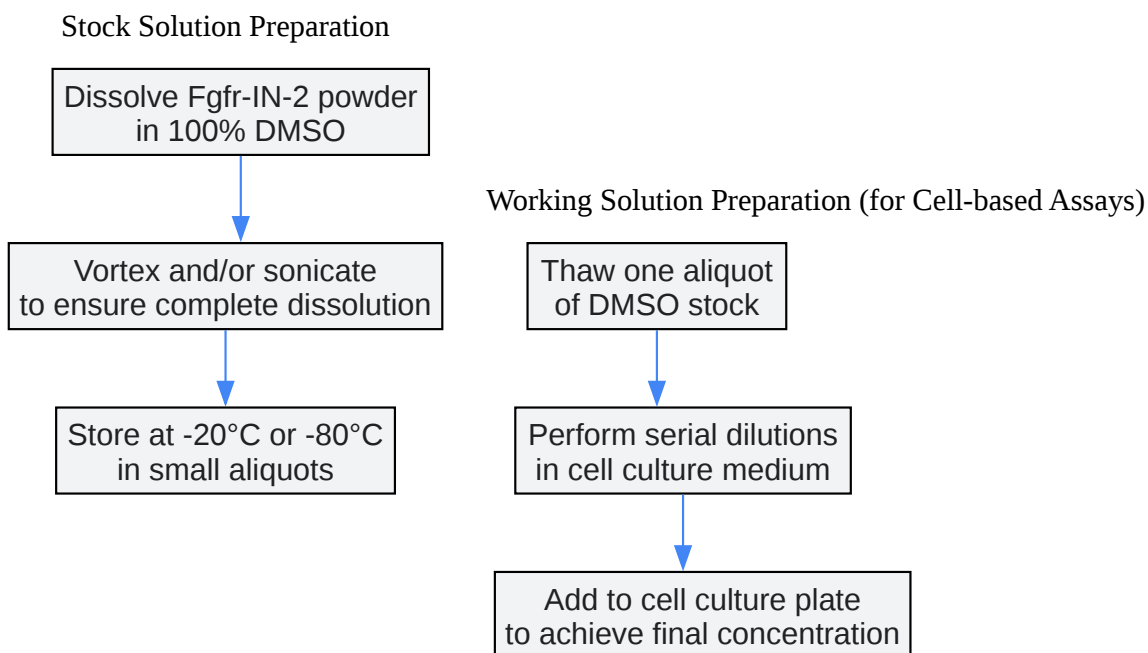 Stock Solution Preparation
Dissolve Fgfr-IN-2 powder
in 100% DMSO
Vortex and/or sonicate
to ensure complete dissolution
Store at -20°C or -80°C
in small aliquots
Working Solution Preparation (for Cell-based Assays)
Thaw one aliquot
of DMSO stock
Perform serial dilutions
in cell culture medium
Add to cell culture plate
to achieve final concentration